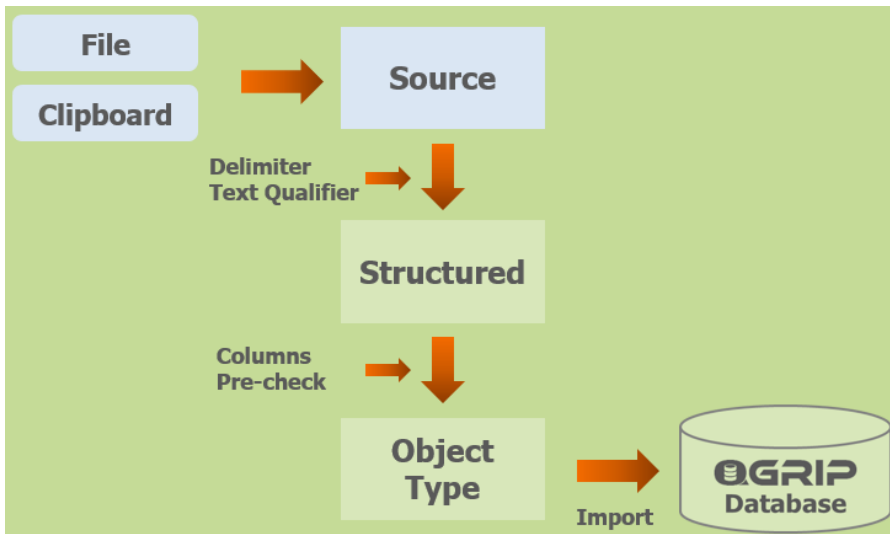 File
Clipboard
Source
Delimiter
Text Qualifier
Structured
Columns
Pre-check
Object
Type
Import
QGRIP
Database